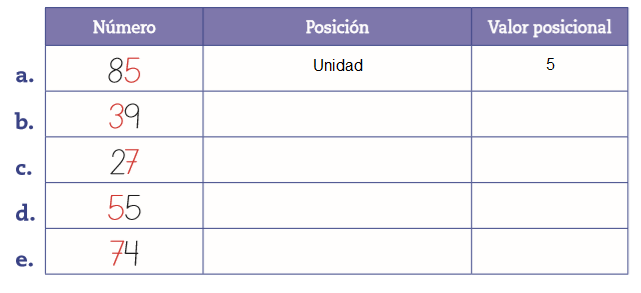 Número Posición Valor posicional
a. 85 Unidad 5
b. 39
c. 27
d. 55
e. 74